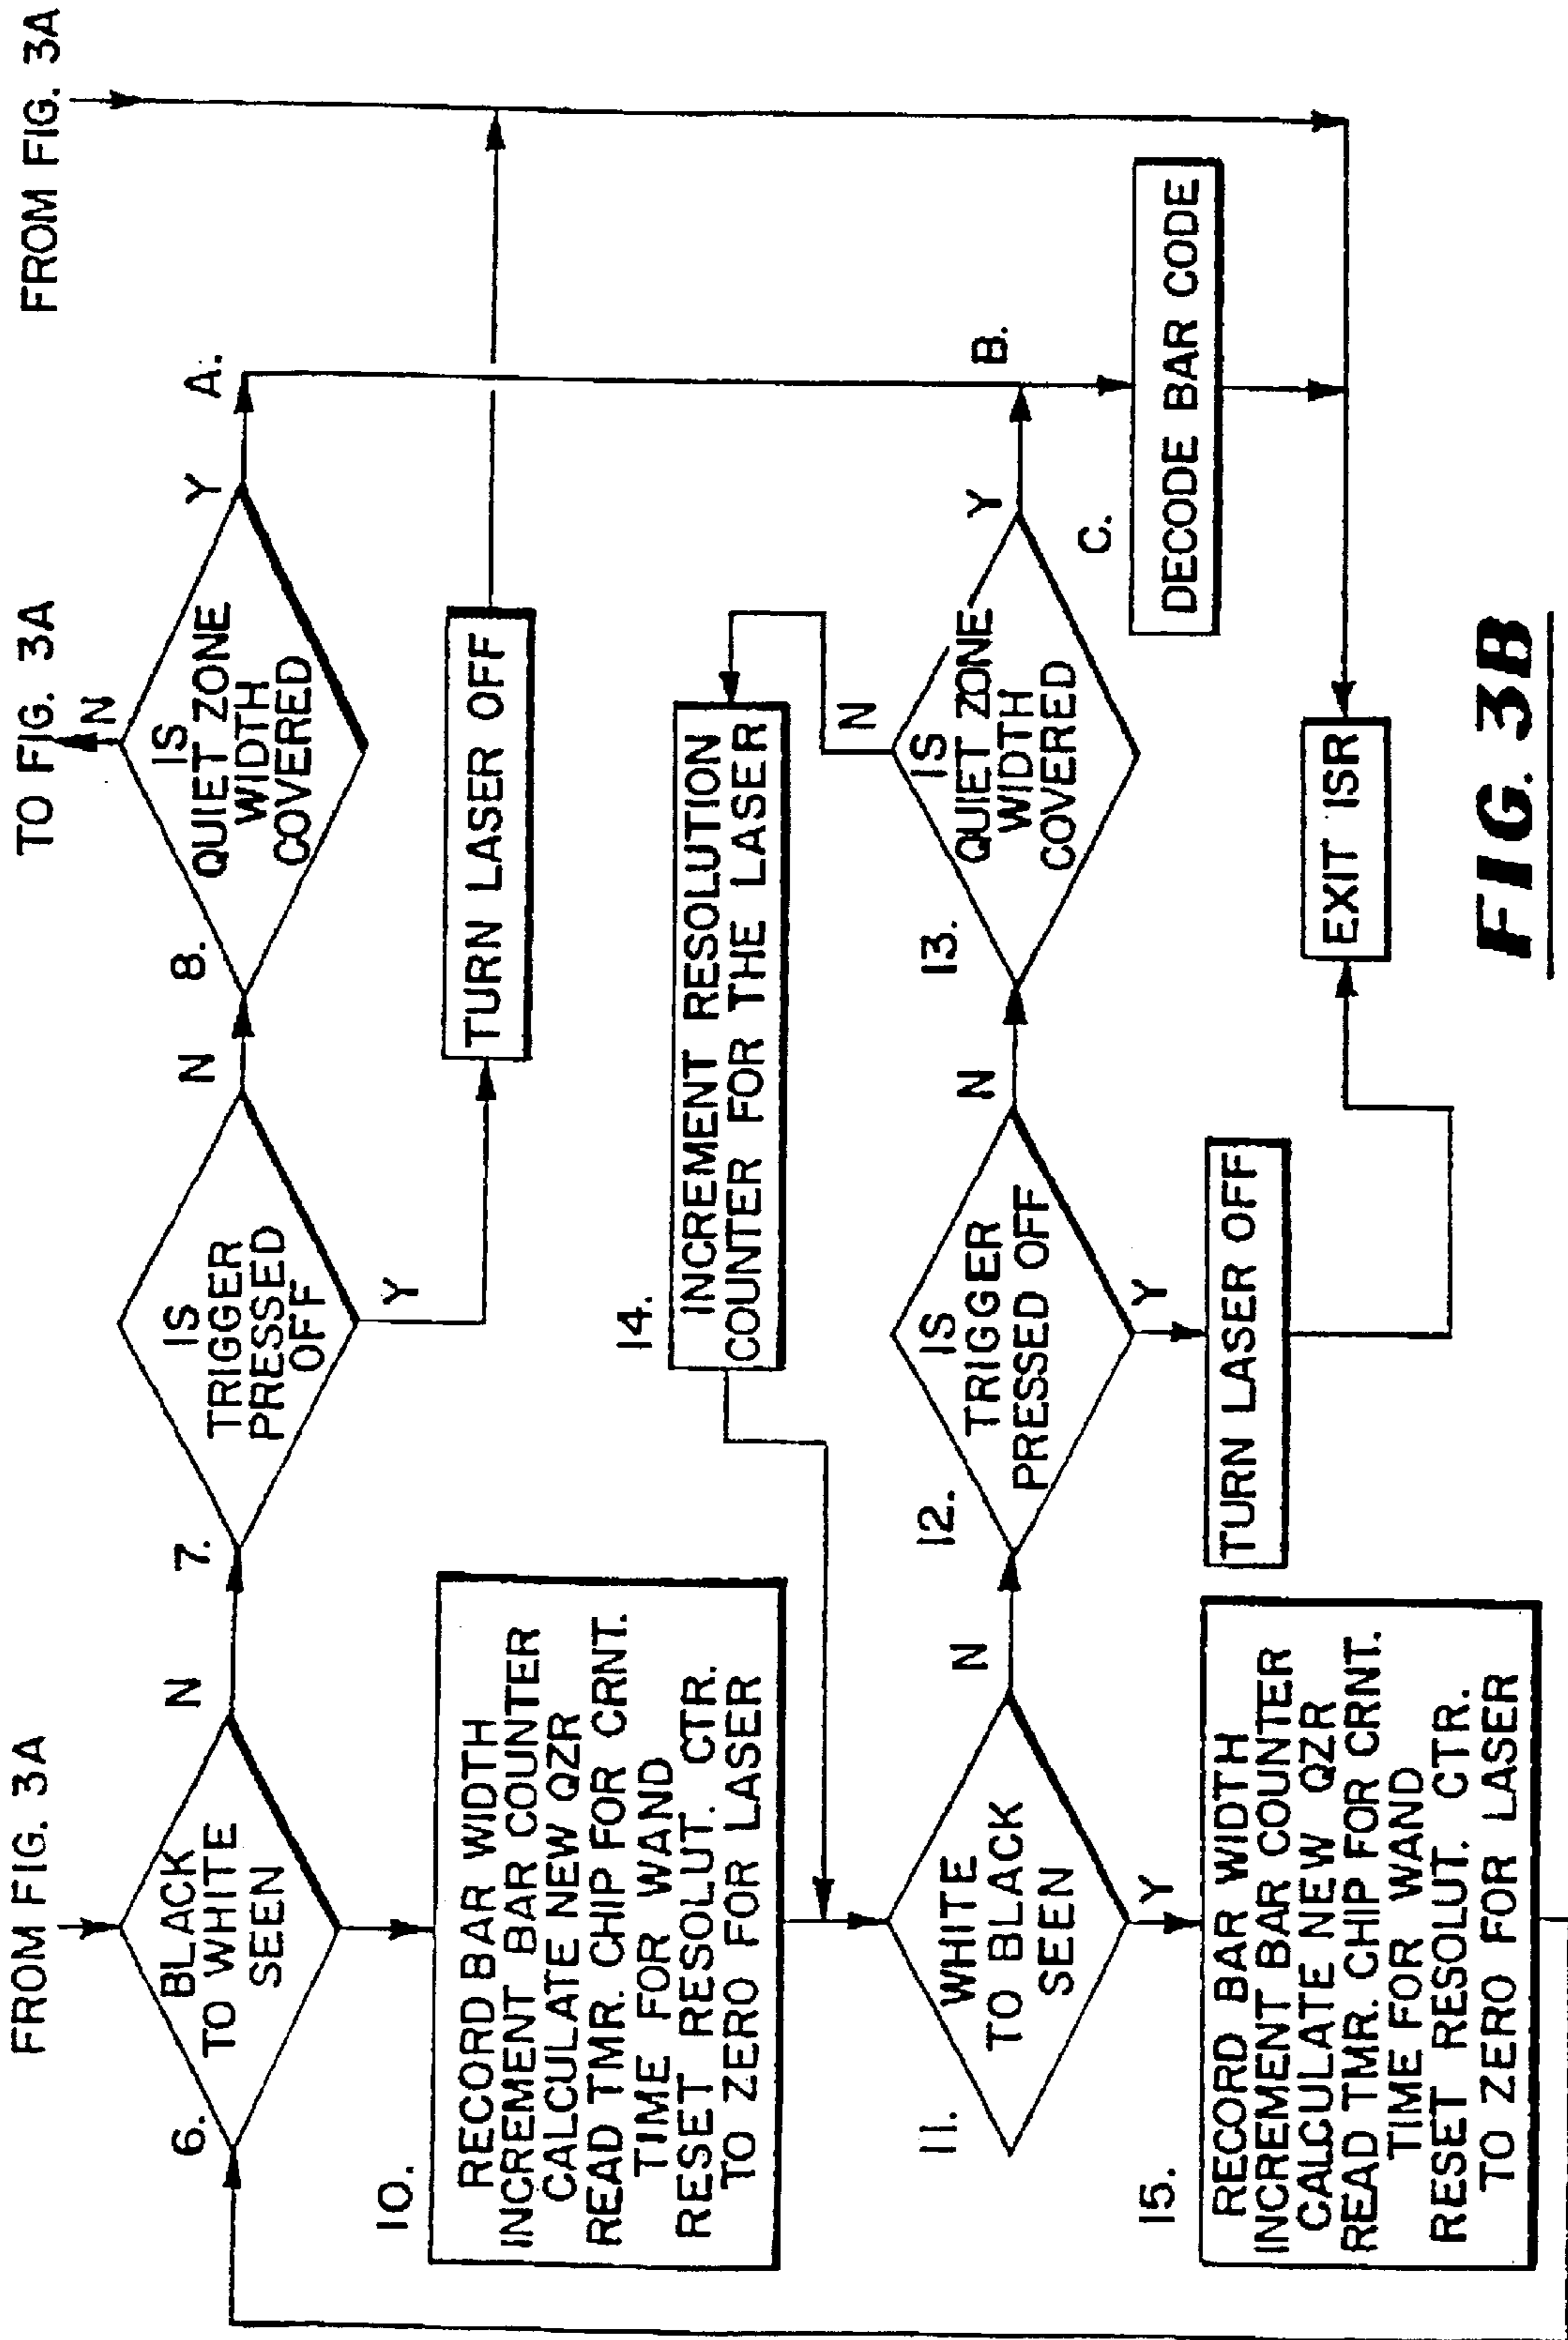 FROM FIG. 3A
TO FIG. 3A
FROM FIG. 3A
6.
BLACK
TO WHITE
SEEN
N
7.
IS
TRIGGER
PRESSED
OFF
N
Y
8.
IS
QUIET ZONE
WIDTH
COVERED
N
Y
A.
TURN LASER OFF
10.
RECORD BAR WIDTH
INCREMENT BAR COUNTER
CALCULATE NEW QZR
READ TMR. CHIP FOR CRNT.
TIME FOR WAND
RESET RESOLUT. CTR.
TO ZERO FOR LASER
14.
INCREMENT RESOLUTION
COUNTER FOR THE LASER
11.
WHITE
TO BLACK
SEEN
N
Y
12.
IS
TRIGGER
PRESSED OFF
N
Y
13.
IS
QUIET ZONE
WIDTH
COVERED
N
Y
B.
C.
DECODE BAR CODE
15.
RECORD BAR WIDTH
INCREMENT BAR COUNTER
CALCULATE NEW QZR
READ TMR. CHIP FOR CRNT.
TIME FOR WAND
RESET RESOLUT. CTR.
TO ZERO FOR LASER
TURN LASER OFF
EXIT ISR
FIG. 3B